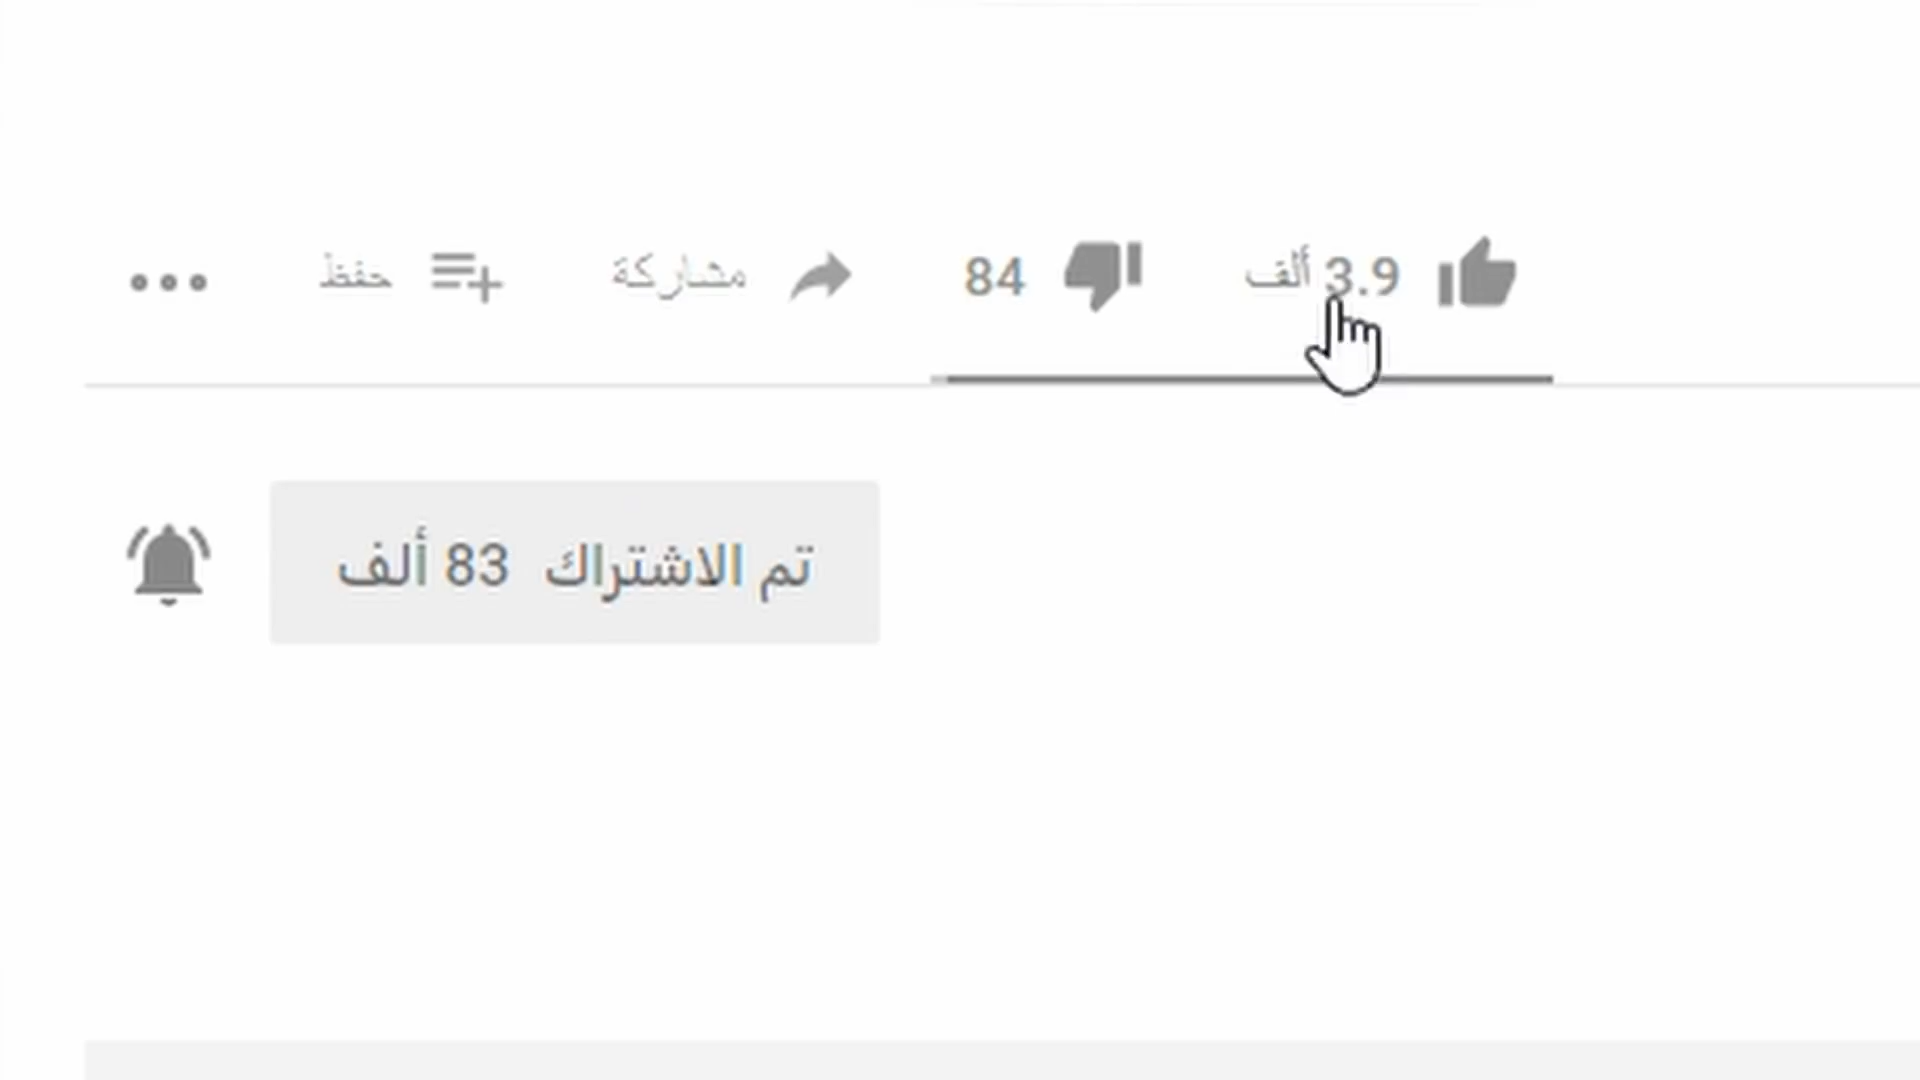 3.9 ألف 84 مشاركة حفظ
تم الاشتراك 83 ألف